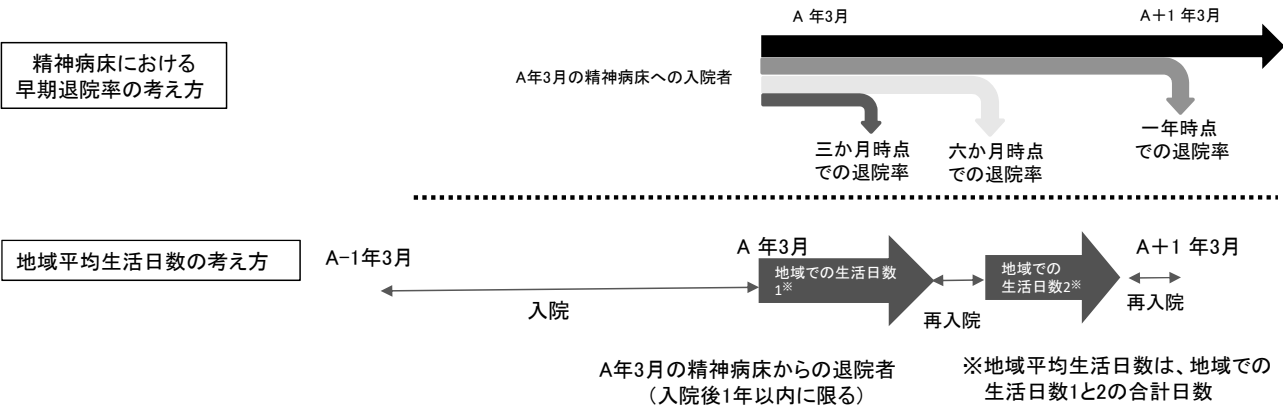 A 年3月
A＋1 年3月
精神病床における
早期退院率の考え方
A年3月の精神病床への入院者
三か月時点
での退院率
六か月時点
での退院率
一年時点
での退院率
地域平均生活日数の考え方
A-1年3月
A 年3月
A＋1 年3月
入院
地域での生活日数
1※
再入院
地域での
生活日数2※
再入院
A年3月の精神病床からの退院者
（入院後1年以内に限る）
※地域平均生活日数は、地域での
生活日数1と2の合計日数